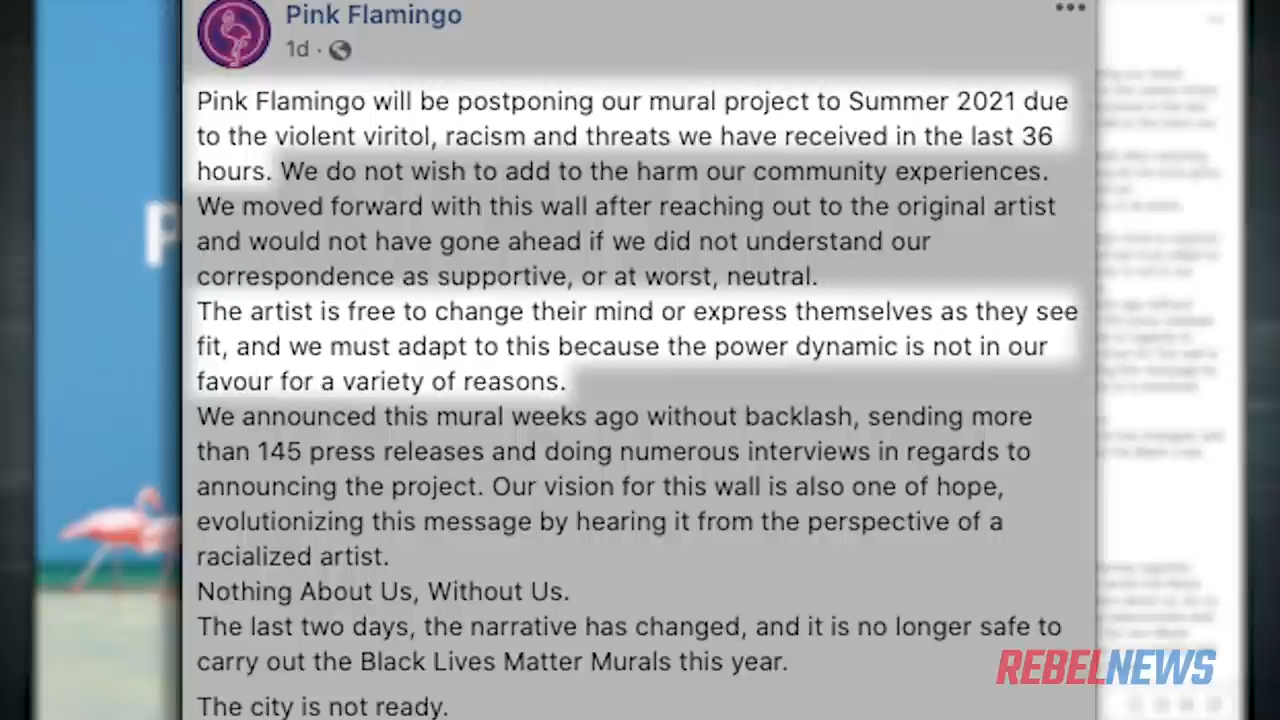 Pink Flamingo
1d ·
Pink Flamingo will be postponing our mural project to Summer 2021 due
to the violent viritol, racism and threats we have received in the last 36
hours. We do not wish to add to the harm our community experiences.
We moved forward with this wall after reaching out to the original artist
and would not have gone ahead if we did not understand our
correspondence as supportive, or at worst, neutral.
The artist is free to change their mind or express themselves as they see
fit, and we must adapt to this because the power dynamic is not in our
favour for a variety of reasons.
We announced this mural weeks ago without backlash, sending more
than 145 press releases and doing numerous interviews in regards to
announcing the project. Our vision for this wall is also one of hope,
evolutionizing this message by hearing it from the perspective of a
racialized artist.
Nothing About Us, Without Us.
The last two days, the narrative has changed, and it is no longer safe to
carry out the Black Lives Matter Murals this year.
The city is not ready.
REBELNEWS